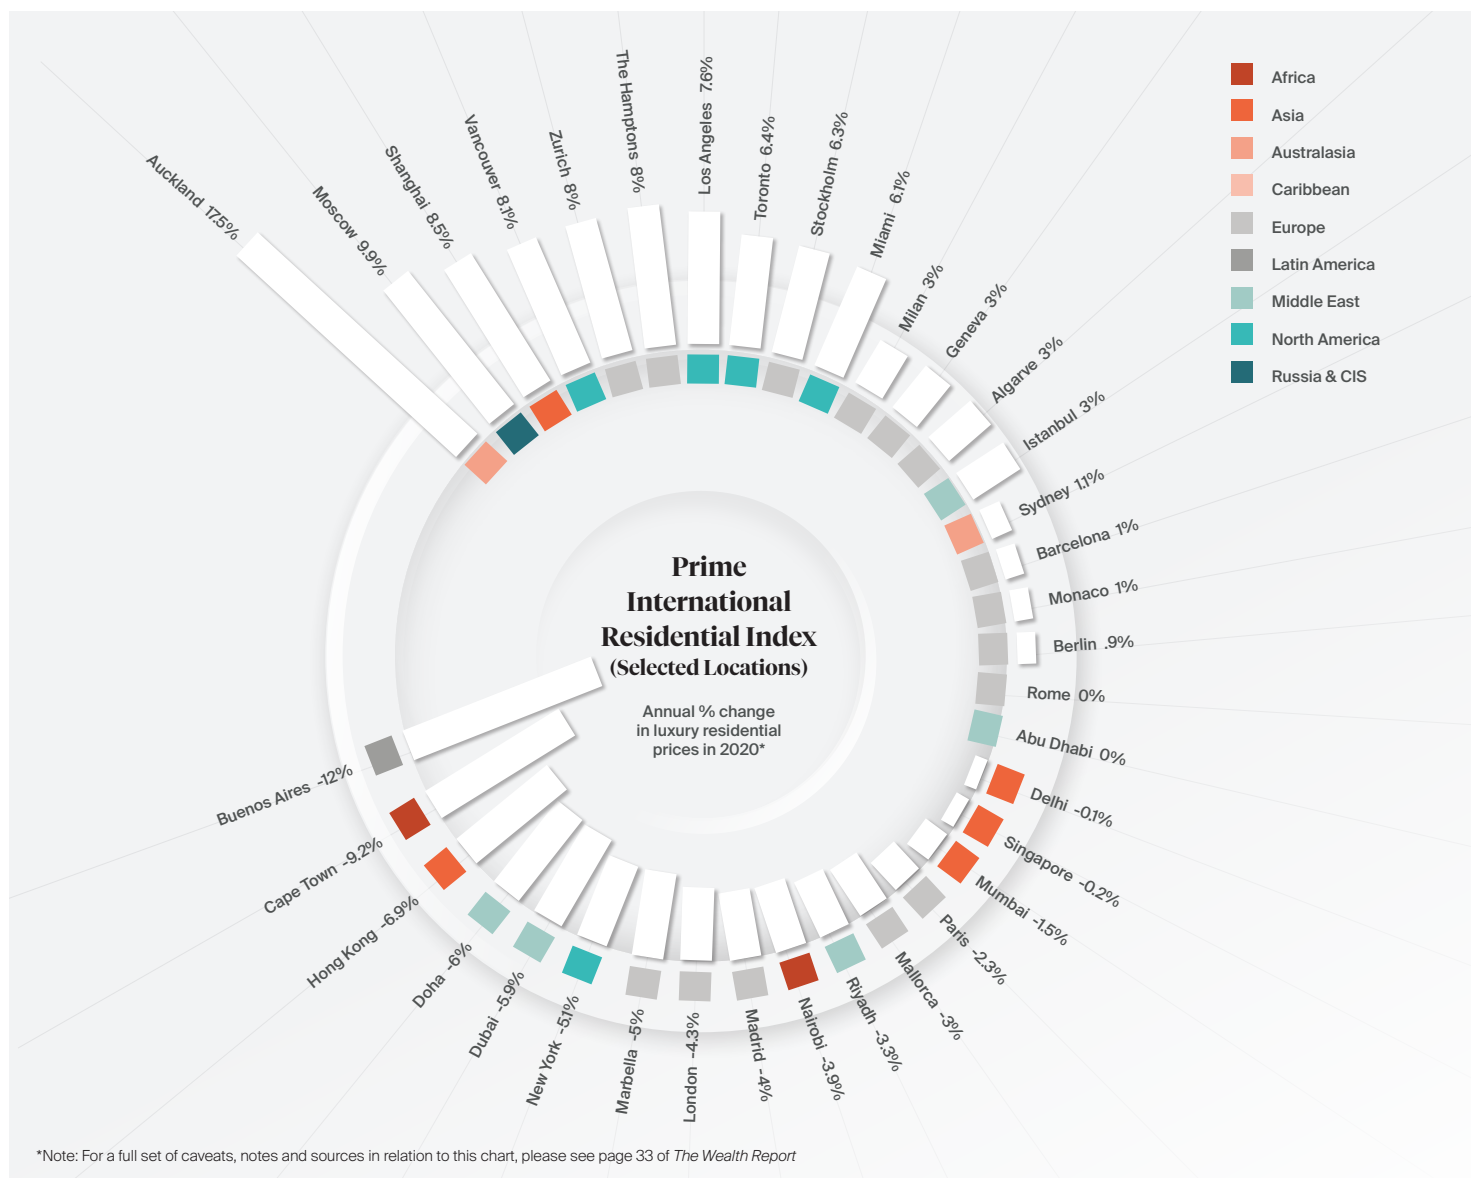 Auckland 17.5%
Moscow 9.9%
Shanghai 8.5%
Vancouver 8.1%
Zurich 8%
The Hamptons 8%
Los Angeles 7.6%
Toronto 6.4%
Stockholm 6.3%
Miami 6.1%
Milan 3%
Geneva 3%
Algarve 3%
Istanbul 3%
Sydney 1.1%
Barcelona 1%
Monaco 1%
Berlin .9%
Rome 0%
Abu Dhabi 0%
Delhi -0.1%
Singapore -0.2%
Mumbai -1.5%
Paris -2.3%
Mallorca -3%
Riyadh -3.3%
Nairobi -3.9%
Madrid -4%
London -4.3%
Marbella -5%
New York -5.1%
Dubai -5.9%
Doha -6%
Hong Kong -6.9%
Cape Town -9.2%
Buenos Aires -12%
Prime
International
Residential Index
(Selected Locations)
Annual % change
in luxury residential
prices in 2020*
Africa
Asia
Australasia
Caribbean
Europe
Latin America
Middle East
North America
Russia & CIS
*Note: For a full set of caveats, notes and sources in relation to this chart, please see page 33 of The Wealth Report